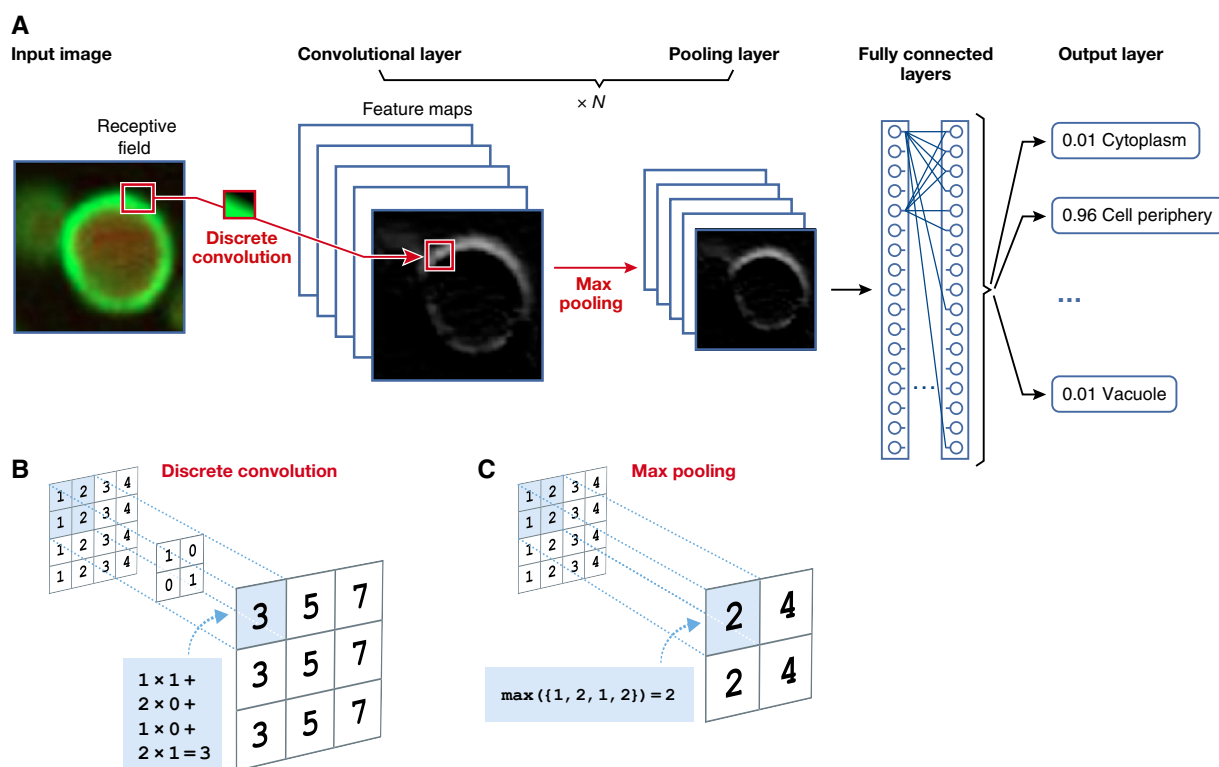 A
Input image
Convolutional layer
Pooling layer
Fully connected
layers
Output layer
× N
Feature maps
Receptive
field
Discrete
convolution
Max
pooling
0.01 Cytoplasm
0.96 Cell periphery
...
0.01 Vacuole
...
B
Discrete convolution
1 2 3 4
1 2 3 4
1 2 3 4
1 2 3 4
1 0
0 1
3 5 7
3 5 7
3 5 7
1 × 1 +
2 × 0 +
1 × 0 +
2 × 1 = 3
C
Max pooling
1 2 3 4
1 2 3 4
1 2 3 4
1 2 3 4
2 4
2 4
max({1, 2, 1, 2}) = 2